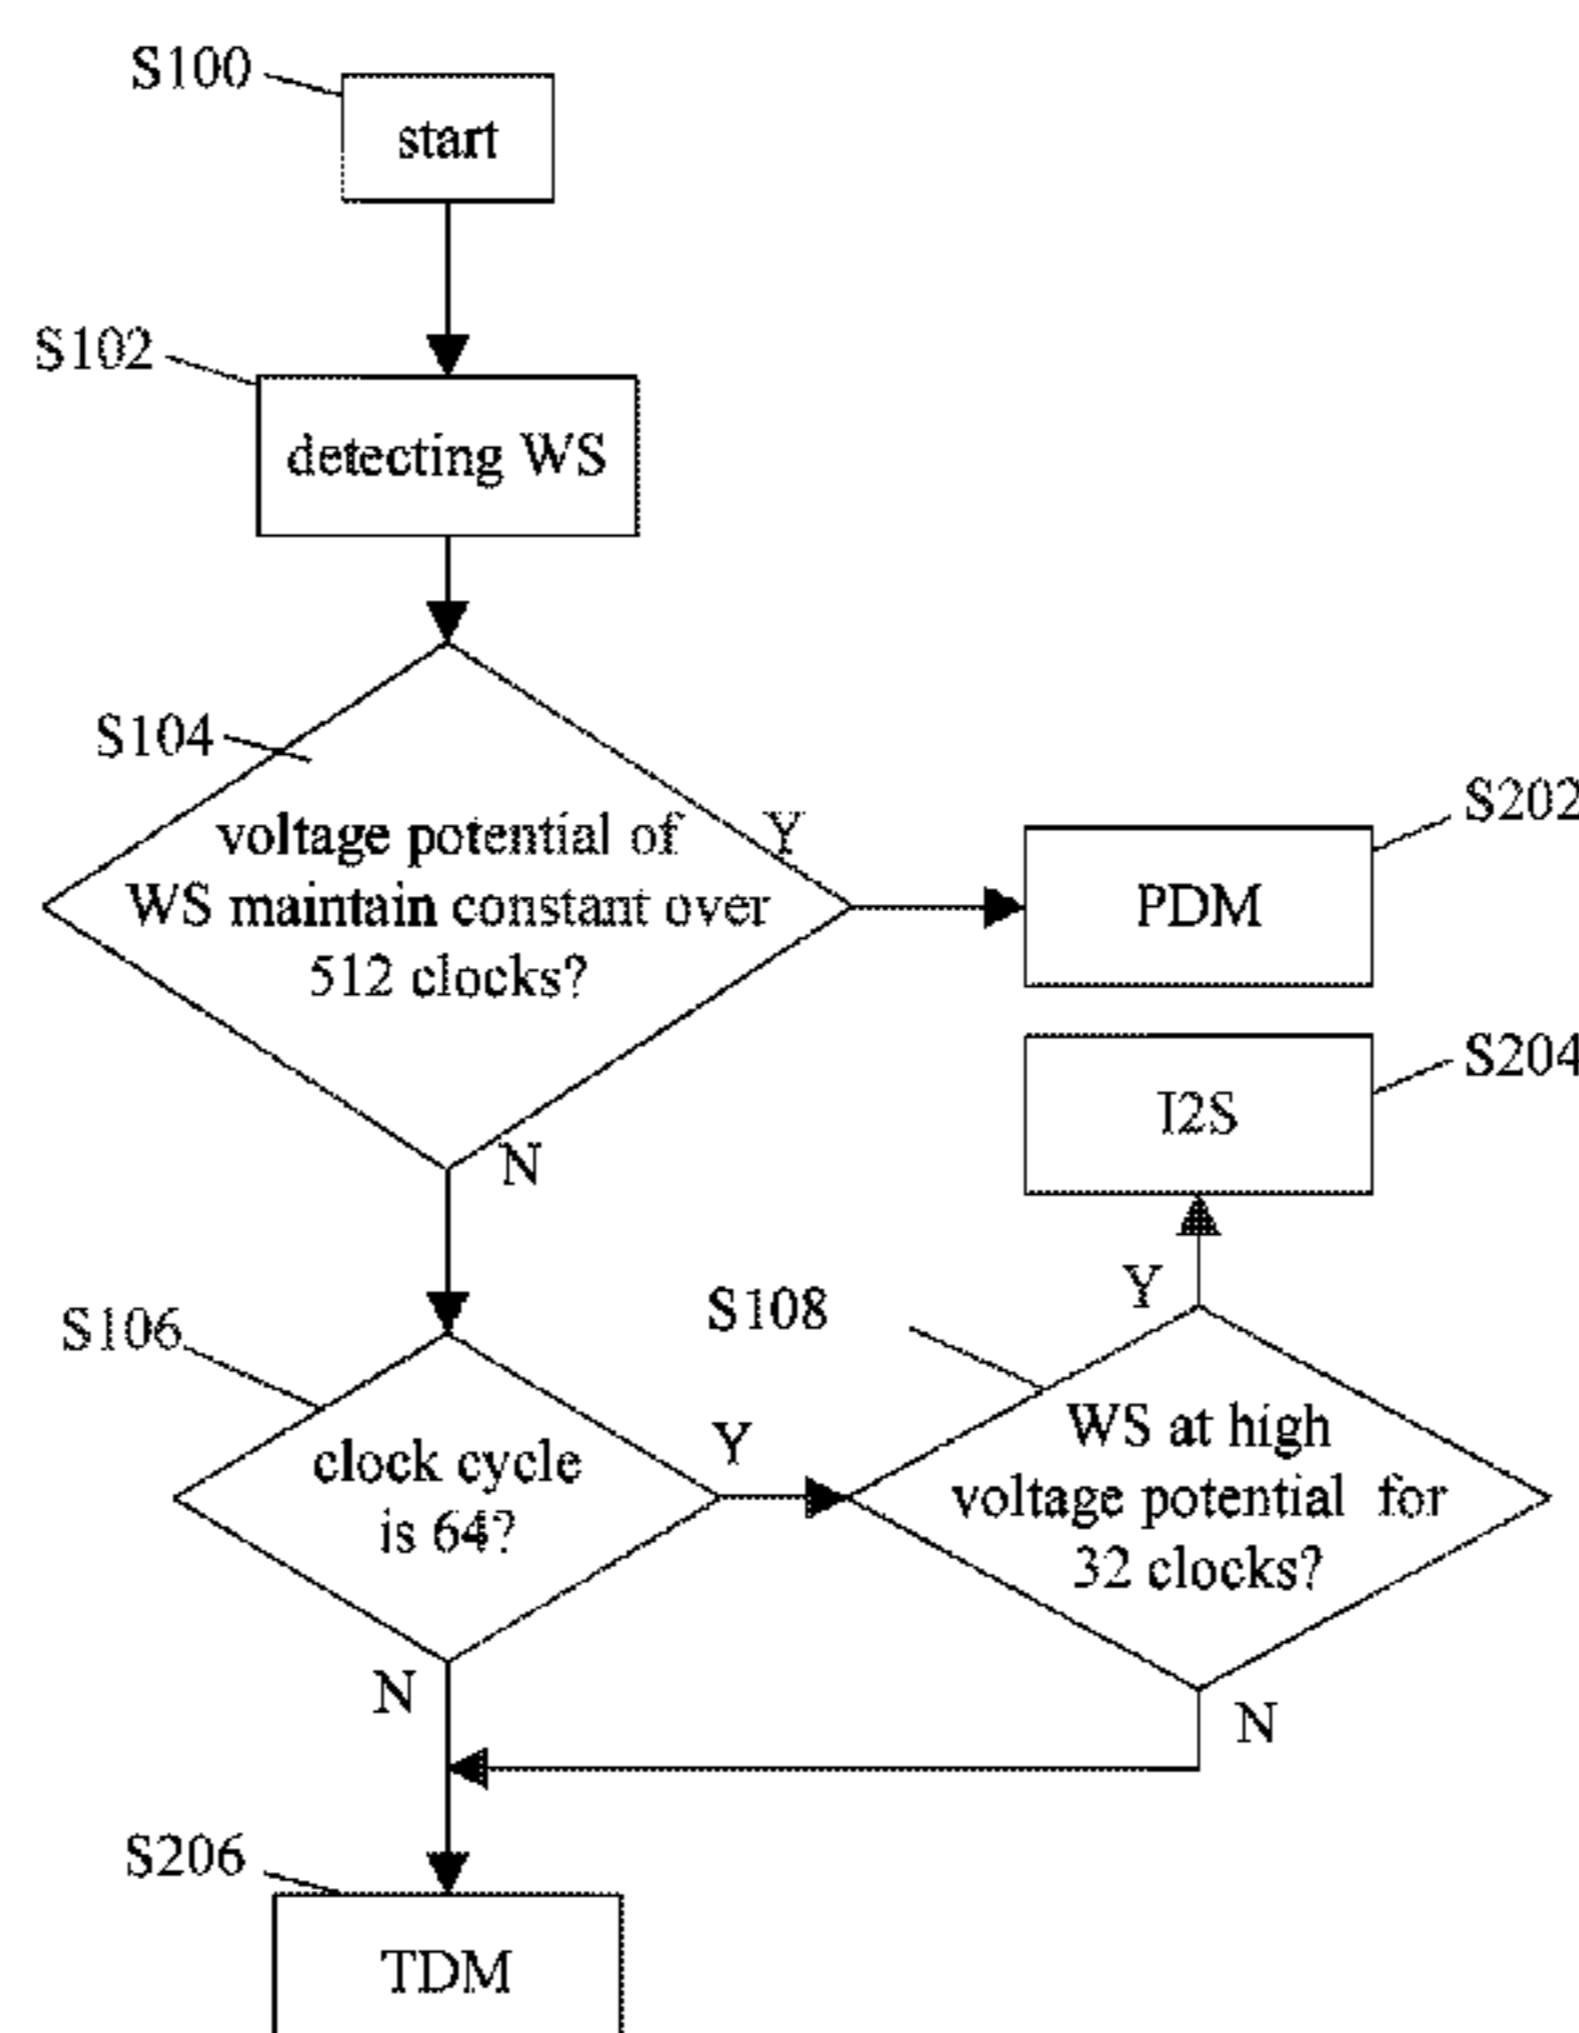 S100
start
S102
detecting WS
S104
voltage potential of
WS maintain constant over
512 clocks?
Y
S202
PDM
S204
I2S
N
Y
S106
clock cycle
is 64?
Y
S108
WS at high
voltage potential for
32 clocks?
N
N
S206
TDM